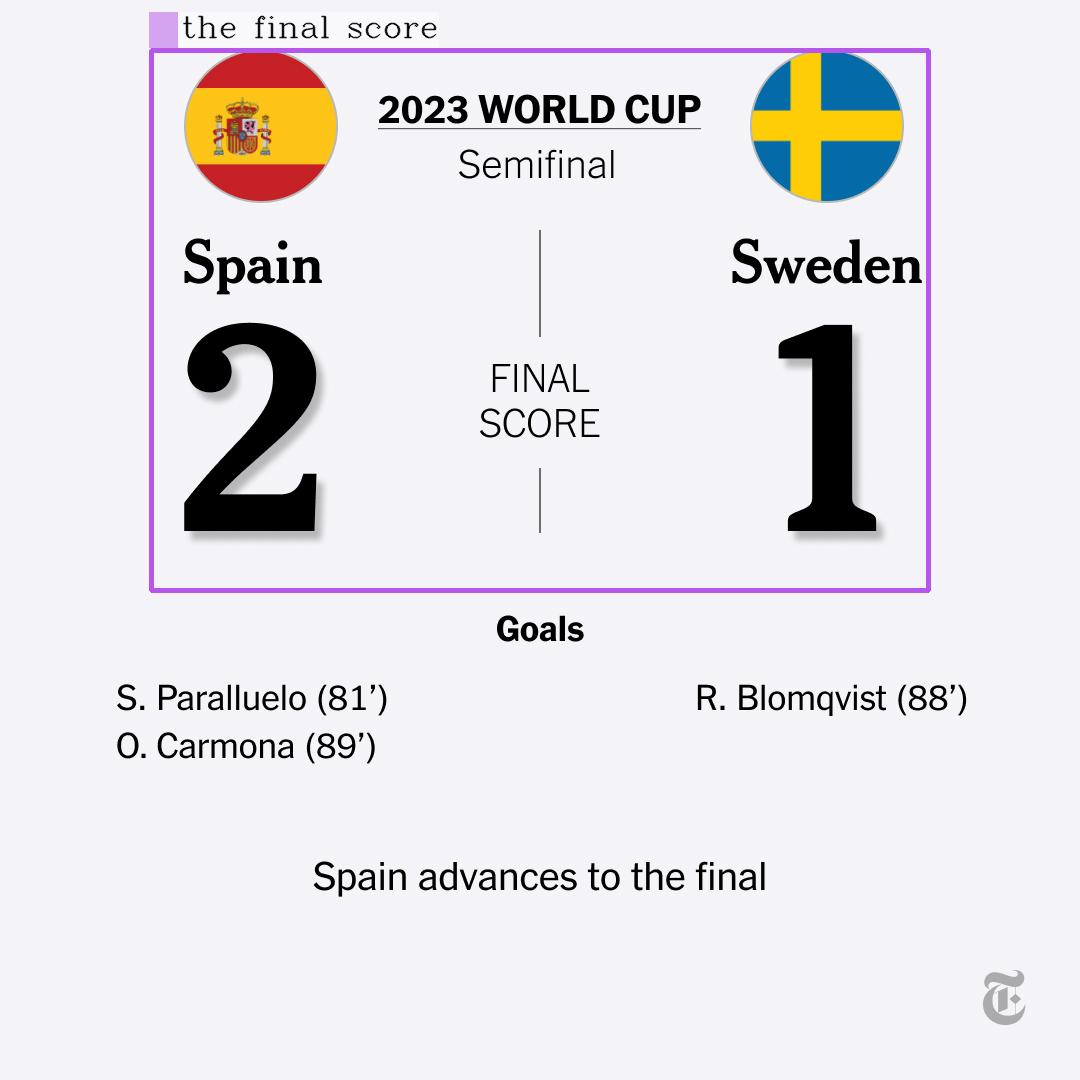 the final score
2023 WORLD CUP
Semifinal
Spain
Sweden
2
FINAL
SCORE
1
Goals
S. Paralluelo (81’)
O. Carmona (89’)
R. Blomqvist (88’)
Spain advances to the final
T